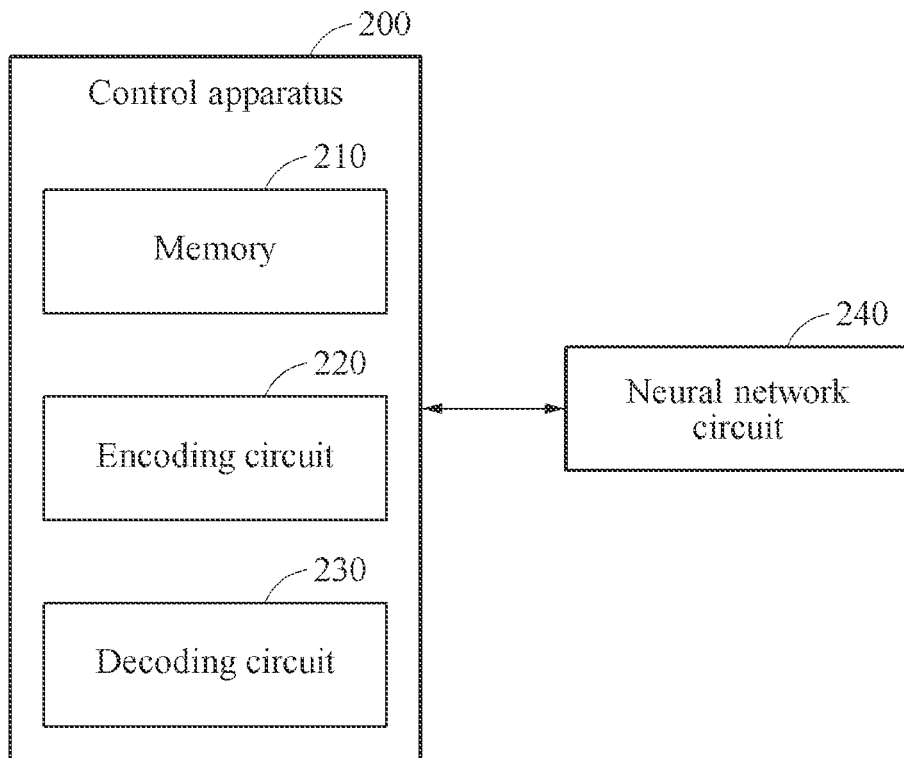 200
Control apparatus
210
Memory
220
Encoding circuit
230
Decoding circuit
240
Neural network
circuit